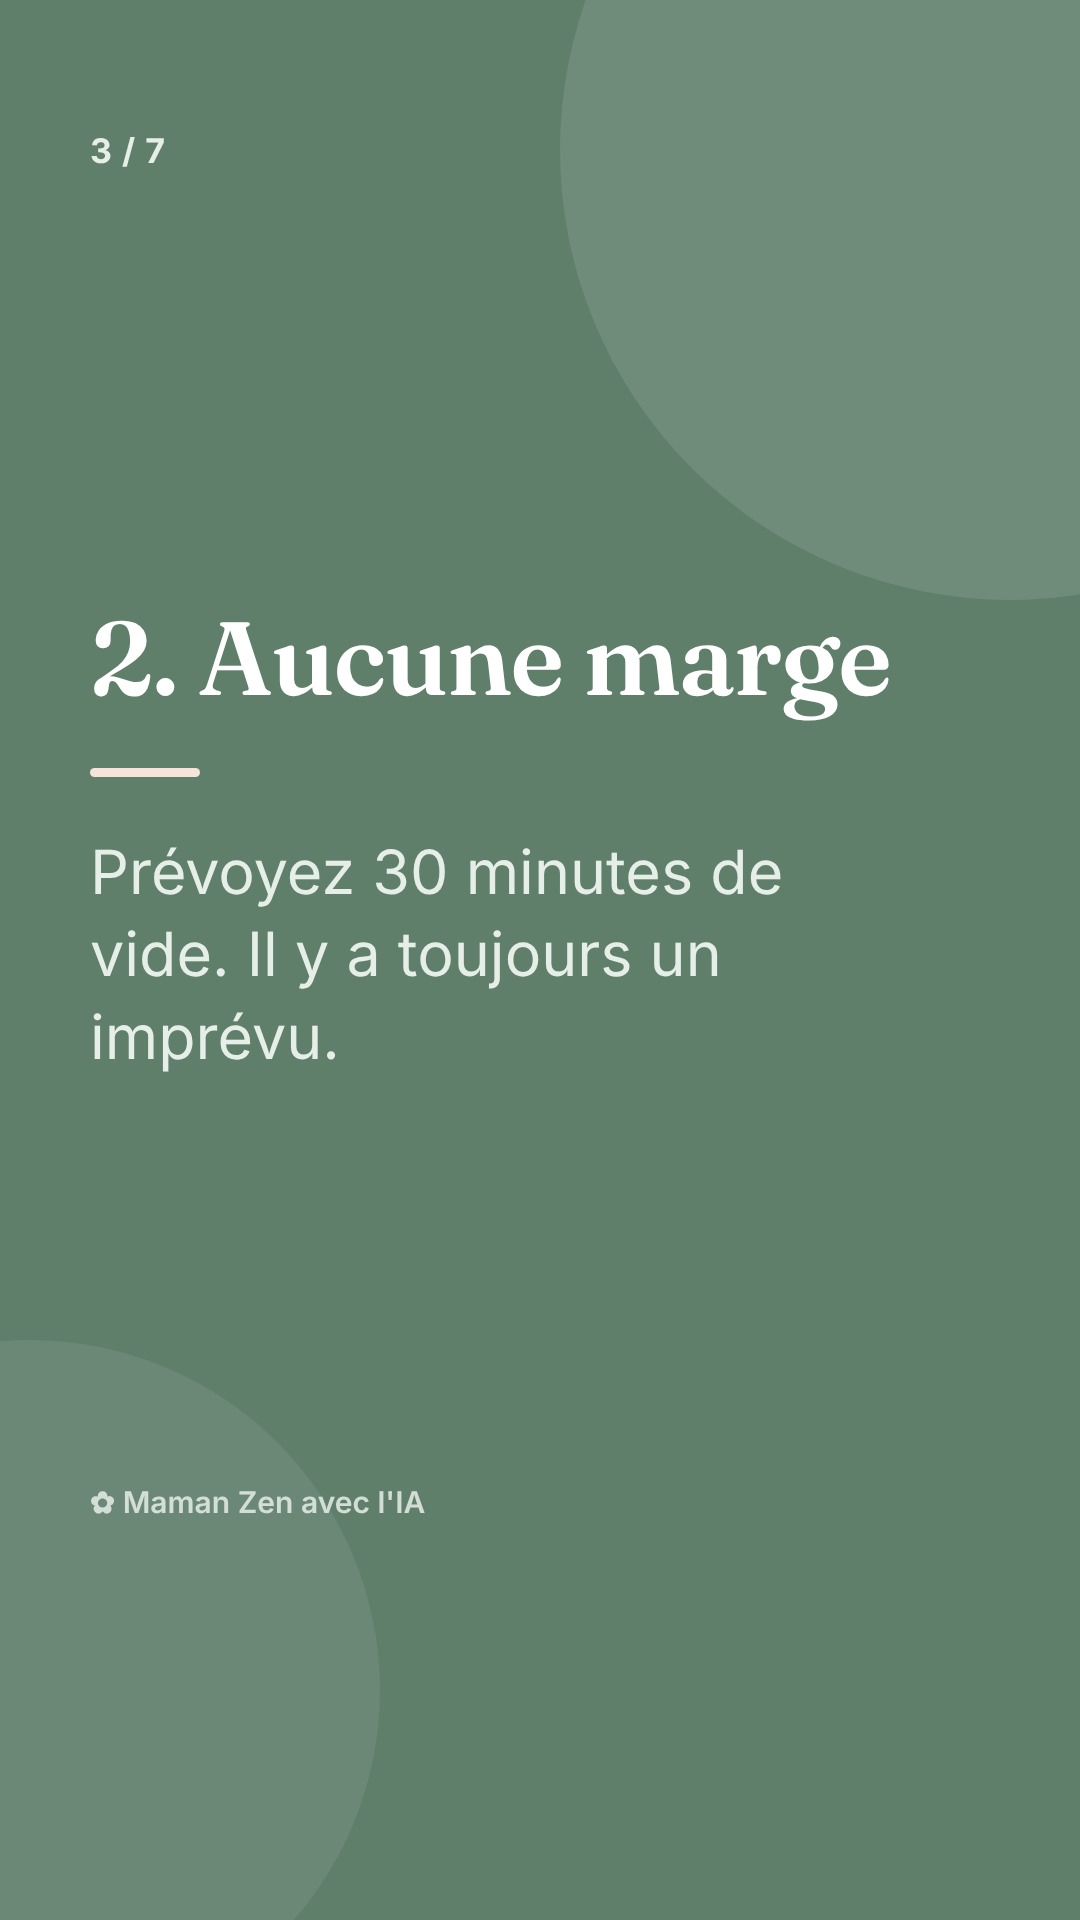 3 / 7
2. Aucune marge
Prévoyez 30 minutes de
vide. Il y a toujours un
imprévu.
✿ Maman Zen avec l'IA